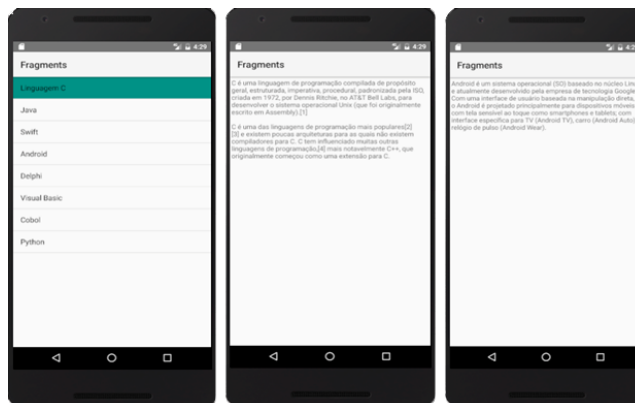 4:29
Fragments
Linguagem C
Java
Swift
Android
Delphi
Visual Basic
Cobol
Python
4:29
Fragments
C é uma linguagem de programação compilada de propósito
geral, estruturada, imperativa, procedural, padronizada pela ISO,
criada em 1972, por Dennis Ritchie, no AT&T Bell Labs, para
desenvolver o sistema operacional Unix (que foi originalmente
escrito em Assembly).[1]
C é uma das linguagens de programação mais populares[2]
[3] e existem poucas arquiteturas para as quais não existem
compiladores para C. C tem influenciado muitas outras
linguagens de programação,[4] mais notavelmente C++, que
originalmente começou como uma extensão para C.
Fragments
Android é um sistema operacional (SO) baseado no núcleo
e atualmente desenvolvido pela empresa de tecnologia Google
Com uma interface de usuário baseada na manipulação direta,
o Android é projetado principalmente para dispositivos móveis
com tela sensível ao toque como smartphones e tablets; com
interface específica para TV (Android TV), carro (Android Auto)
relógio de pulso (Android Wear).